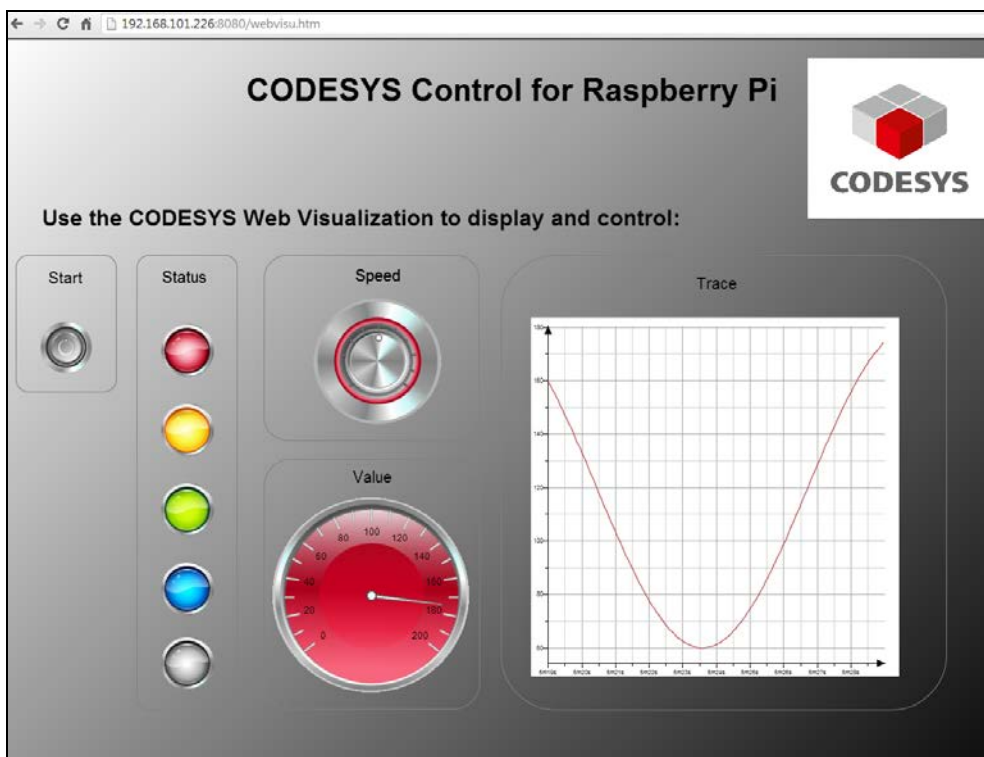 192.168.101.226:8080/webvisu.htm
CODESYS Control for Raspberry Pi
CODESYS
Use the CODESYS Web Visualization to display and control:
Start
Status
Speed
Trace
Value
0
20
40
60
80
100
120
140
160
180
200
180
160
140
120
100
80
60